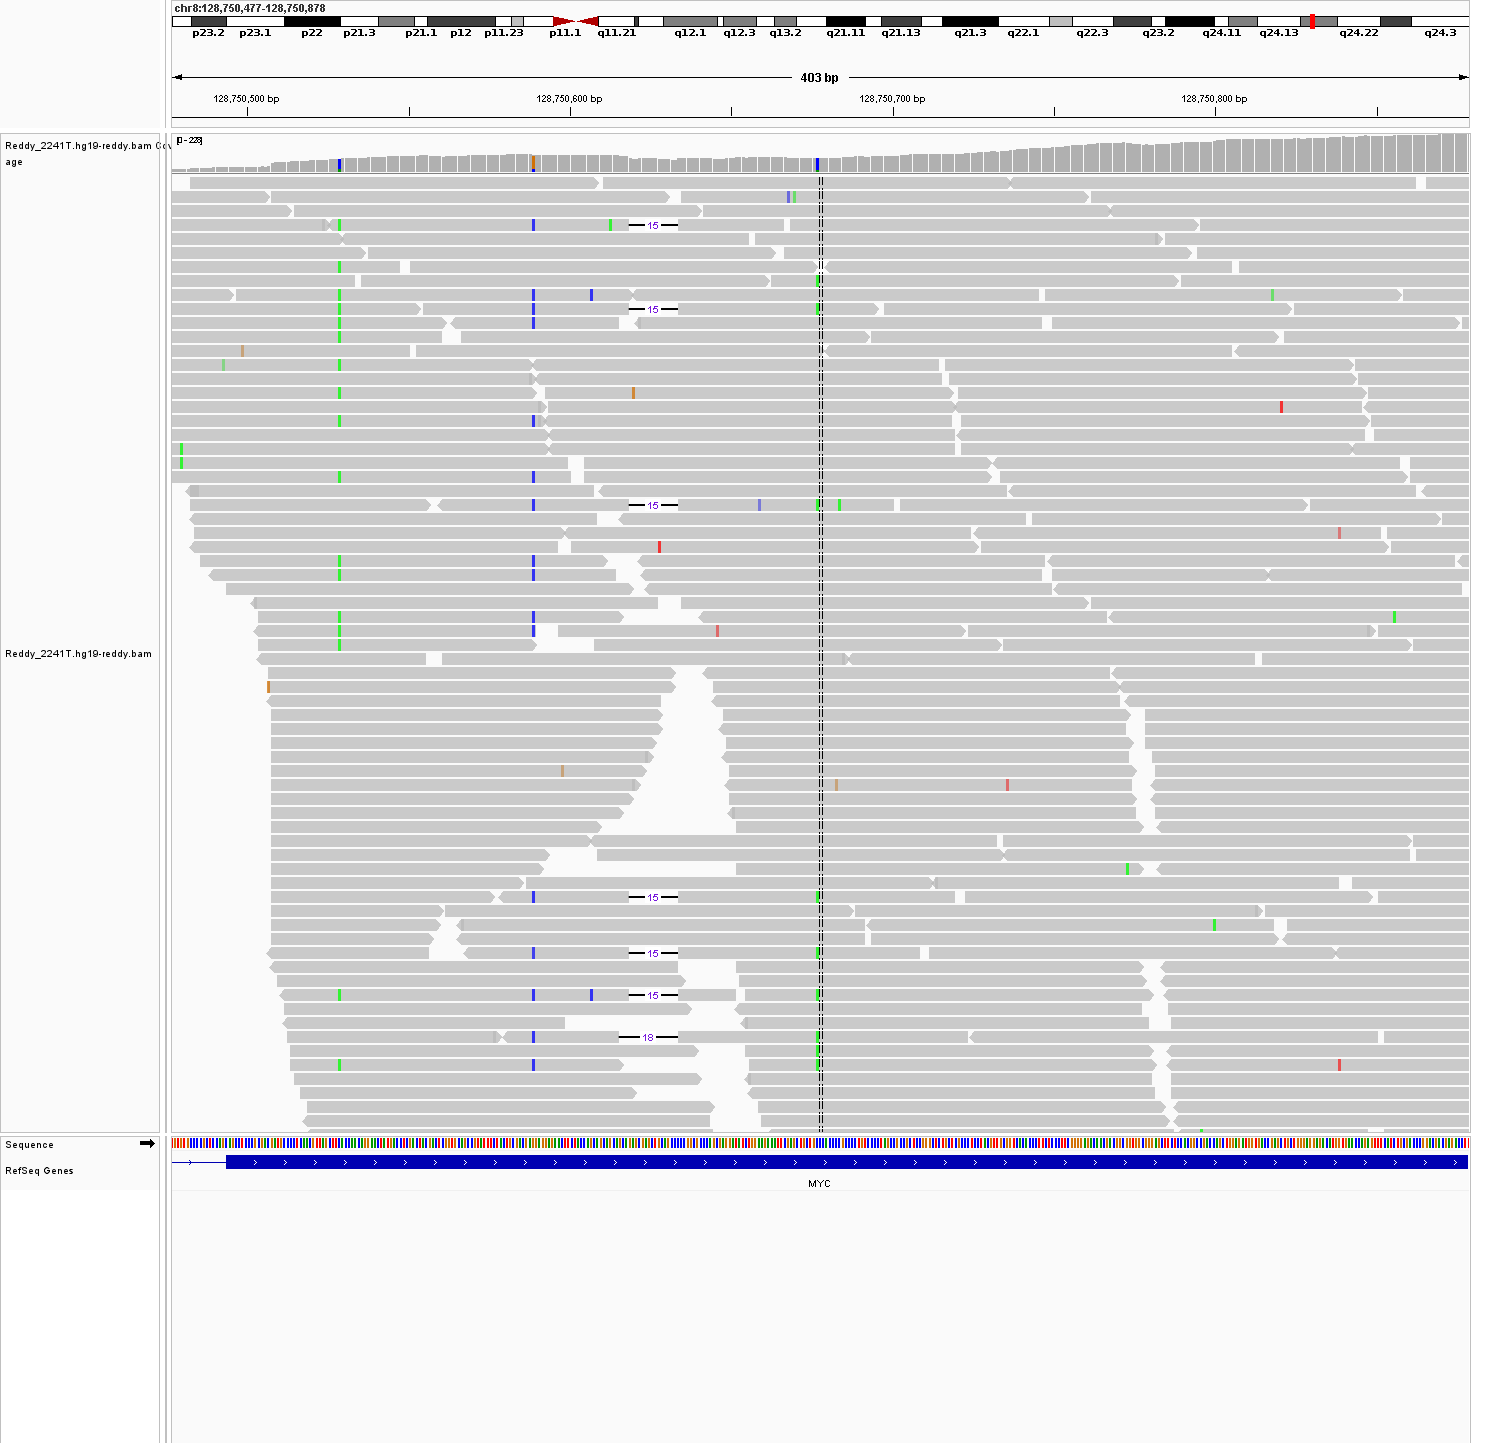 chr8:128,750,477-128,750,878
p23.2 p23.1 p22 p21.3 p21.1 p12 p11.23 p11.1 q11.21 q12.1 q12.3 q13.2 q21.11 q21.13 q21.3 q22.1 q22.3 q23.2 q24.11 q24.13 q24.22 q24.3
403 bp
128,750,500 bp 128,750,600 bp 128,750,700 bp 128,750,800 bp
Reddy_2241T.hg19-reddy.bam Cov
age
15
15
15
Reddy_2241T.hg19-reddy.bam
15
15
15
18
Sequence
RefSeq Genes
MYC